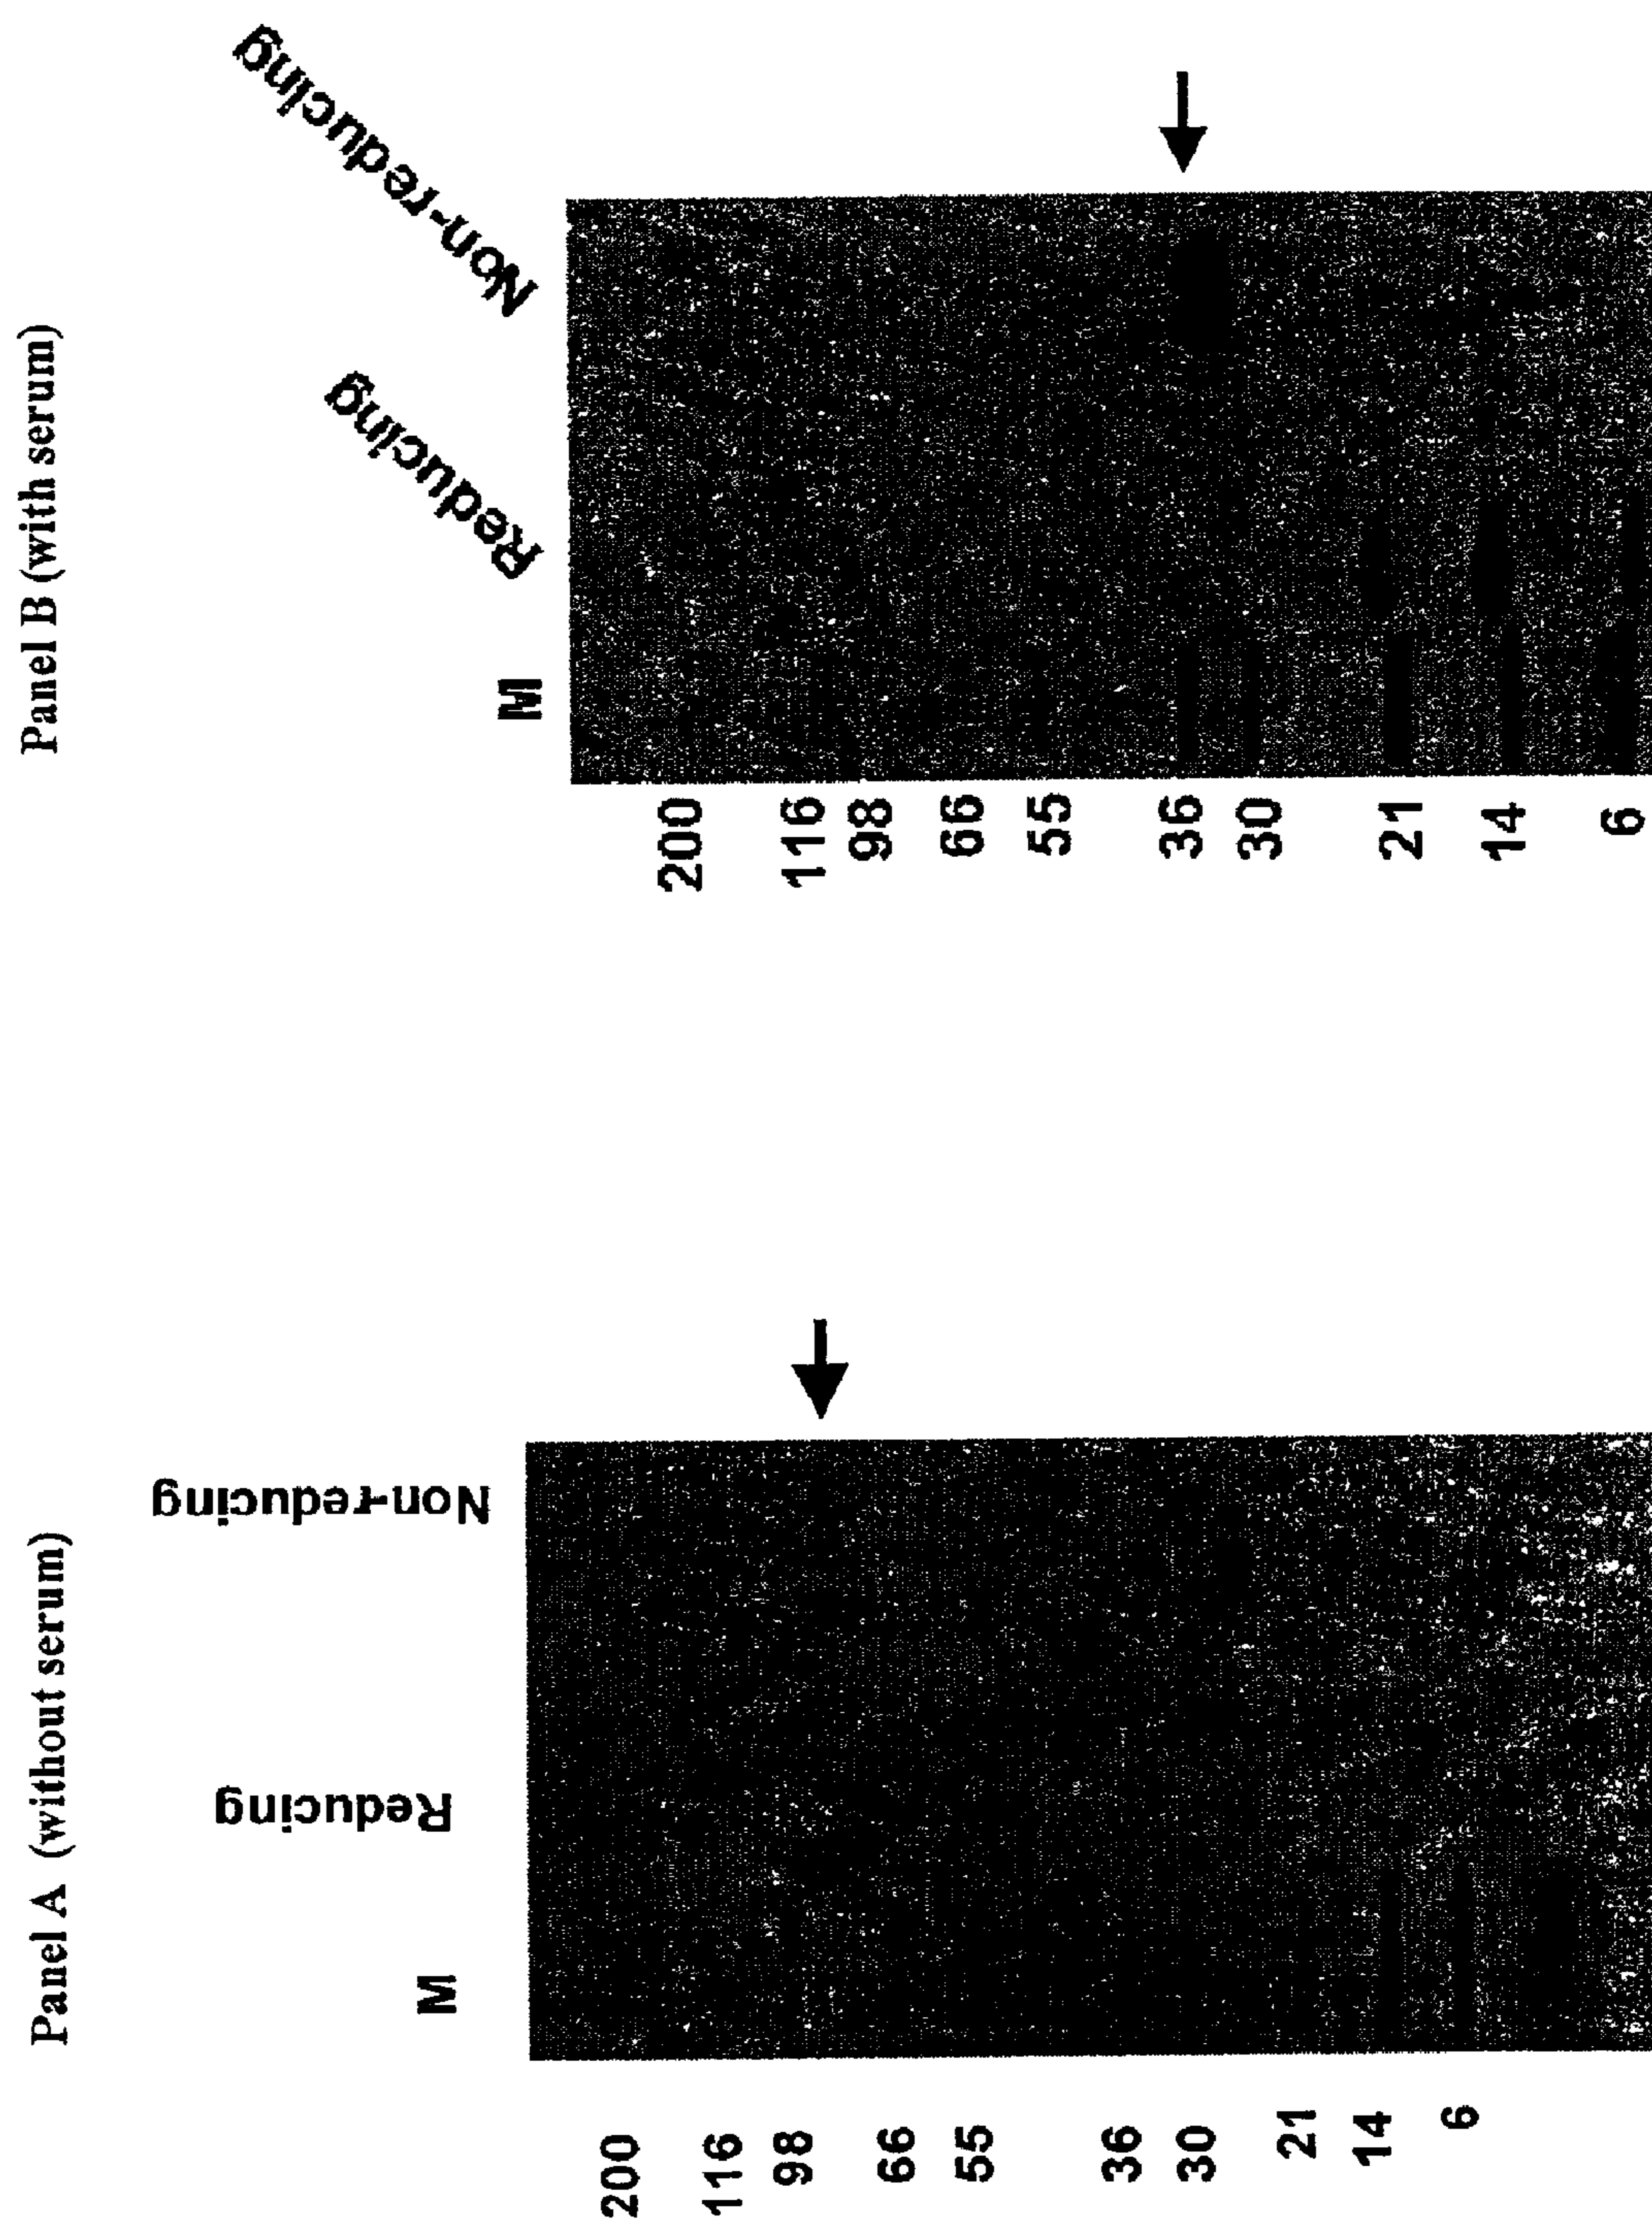 Panel A (without serum)
M
Reducing
Non-reducing
200
116
98
66
55
36
30
21
14
6
Panel B (with serum)
M
Reducing
Non-reducing
200
116
98
66
55
36
30
21
14
6